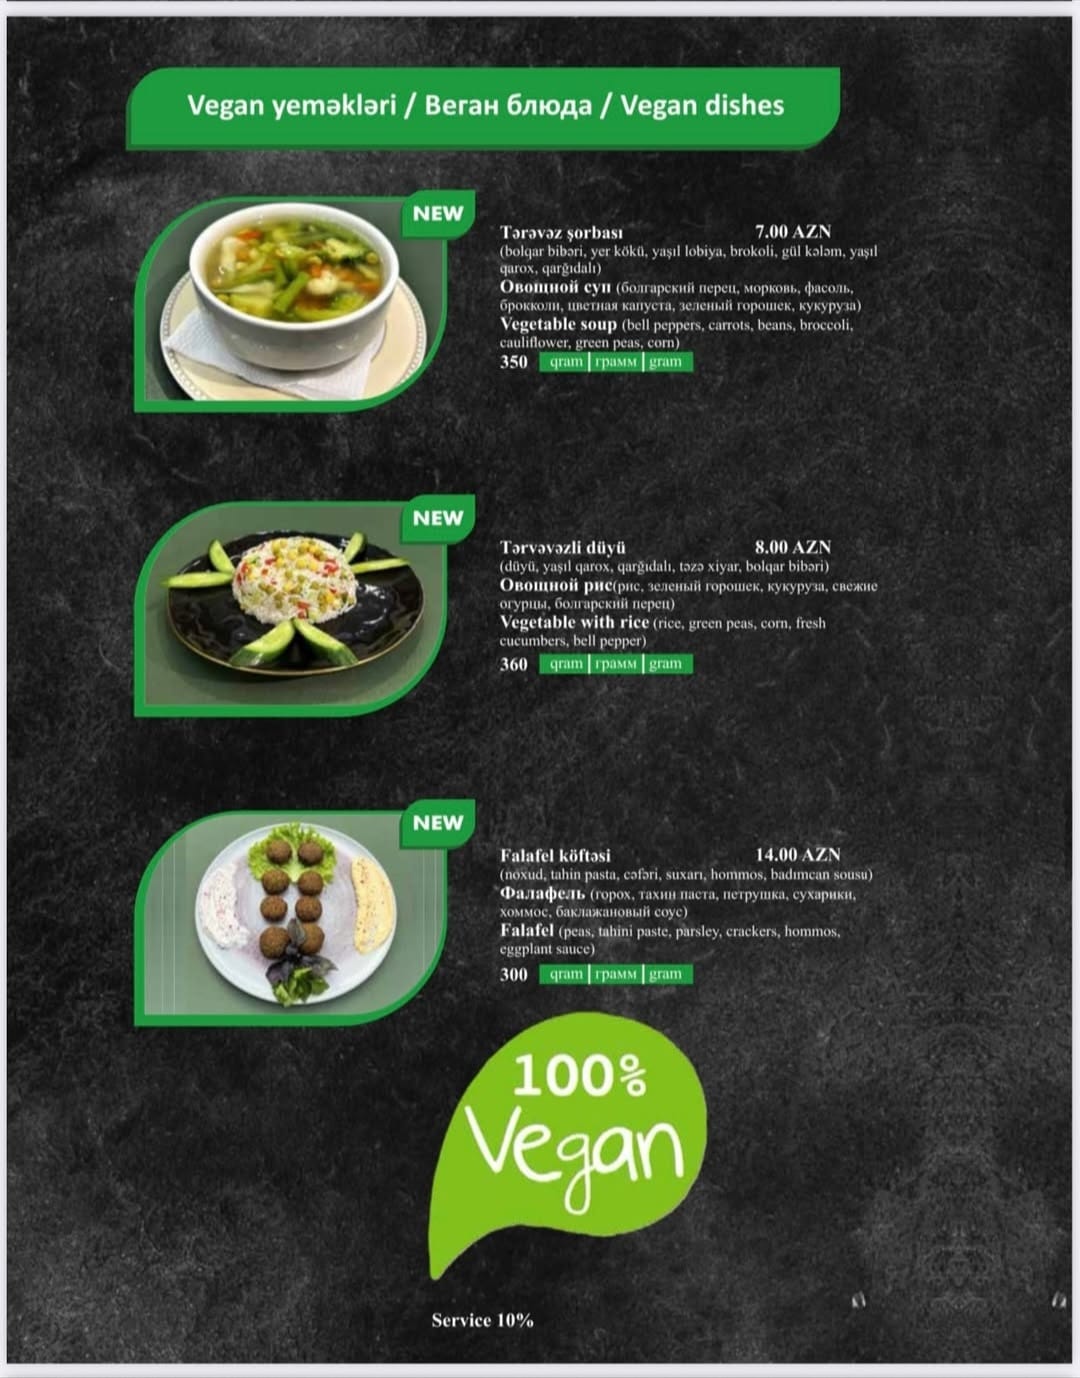 Vegan yeməkləri / Веган блюда / Vegan dishes
NEW
Tərəvəz şorbası 7.00 AZN
(bolqar bibəri, yer kökü, yaşıl lobiya, brokoli, gül kələm, yaşıl
qarox, qarğıdalı)
Овощной суп (болгарский перец, морковь, фасоль,
брокколи, цветная капуста, зеленый горошек, кукуруза)
Vegetable soup (bell peppers, carrots, beans, broccoli,
cauliflower, green peas, corn)
350 qram | грамм | gram
NEW
Tərvəvəzli düyü 8.00 AZN
(düyü, yaşıl qarox, qarğıdalı, təzə xiyar, bolqar bibəri)
Овощной рис(рис, зеленый горошек, кукуруза, свежие
огурцы, болгарский перец)
Vegetable with rice (rice, green peas, corn, fresh
cucumbers, bell pepper)
360 qram | грамм | gram
NEW
Falafel köftəsi 14.00 AZN
(noxud, tahin pasta, cəfəri, suxarı, hommos, badımcan sousu)
Фалафель (горох, тахин паста, петрушка, сухарики,
хоммос, баклажановый соус)
Falafel (peas, tahini paste, parsley, crackers, hommos,
eggplant sauce)
300 qram | грамм | gram
100%
Vegan
Service 10%